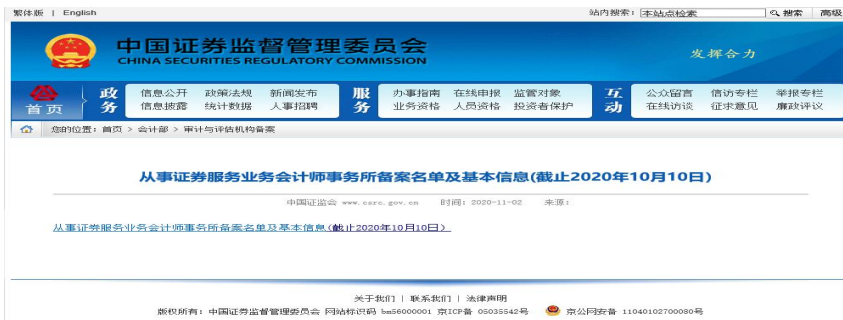 繁体版 | English 站内搜索: 本站点检索 搜索 高级
中国证券监督管理委员会
CHINA SECURITIES REGULATORY COMMISSION
发挥合力
首页
政务
信息公开 政策法规 新闻发布
信息披露 统计数据 人事招聘
服务
办事指南 在线申报 监管对象
业务资格 人员资格 投资者保护
互动
公众留言 信访专栏 举报专栏
在线访谈 征求意见 廉政评议
您的位置: 首页 > 会计部 > 审计与评估机构备案
从事证券服务业务会计师事务所备案名单及基本信息(截止2020年10月10日)
中国证监会 www.csrc.gov.cn 时间: 2020-11-02 来源:
从事证券服务业务会计师事务所备案名单及基本信息(截止2020年10月10日)
关于我们 | 联系我们 | 法律声明
版权所有: 中国证券监督管理委员会 网站标识码 bm56000001 京ICP备 05035542号 京公网安备 11040102700080号